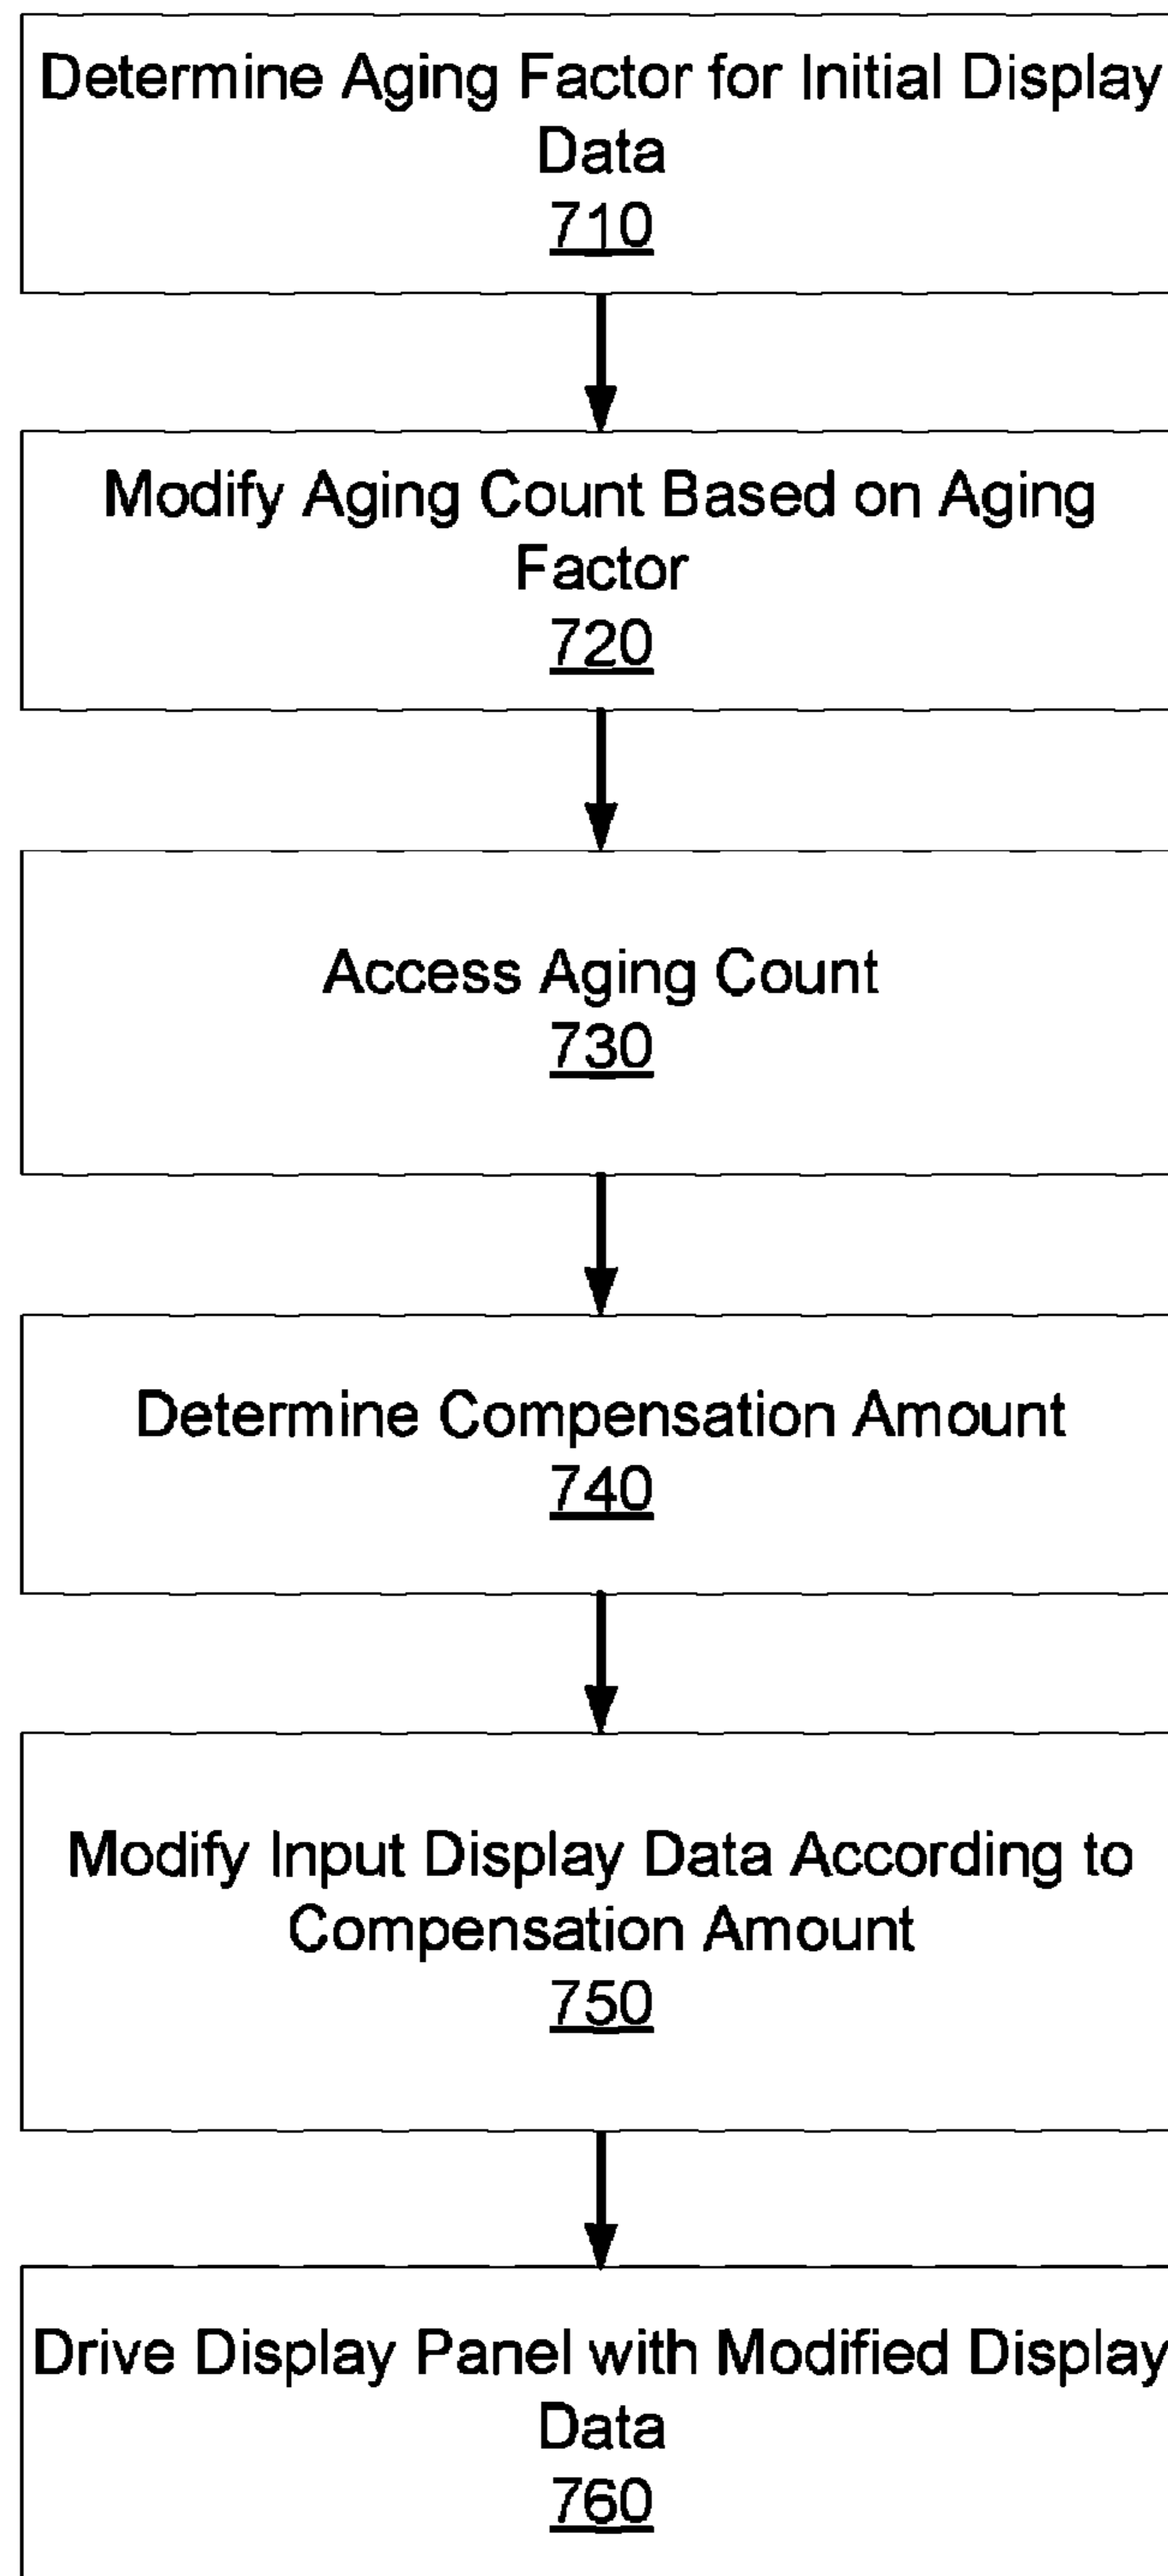 Determine Aging Factor for Initial Display
Data
710
Modify Aging Count Based on Aging
Factor
720
Access Aging Count
730
Determine Compensation Amount
740
Modify Input Display Data According to
Compensation Amount
750
Drive Display Panel with Modified Display
Data
760